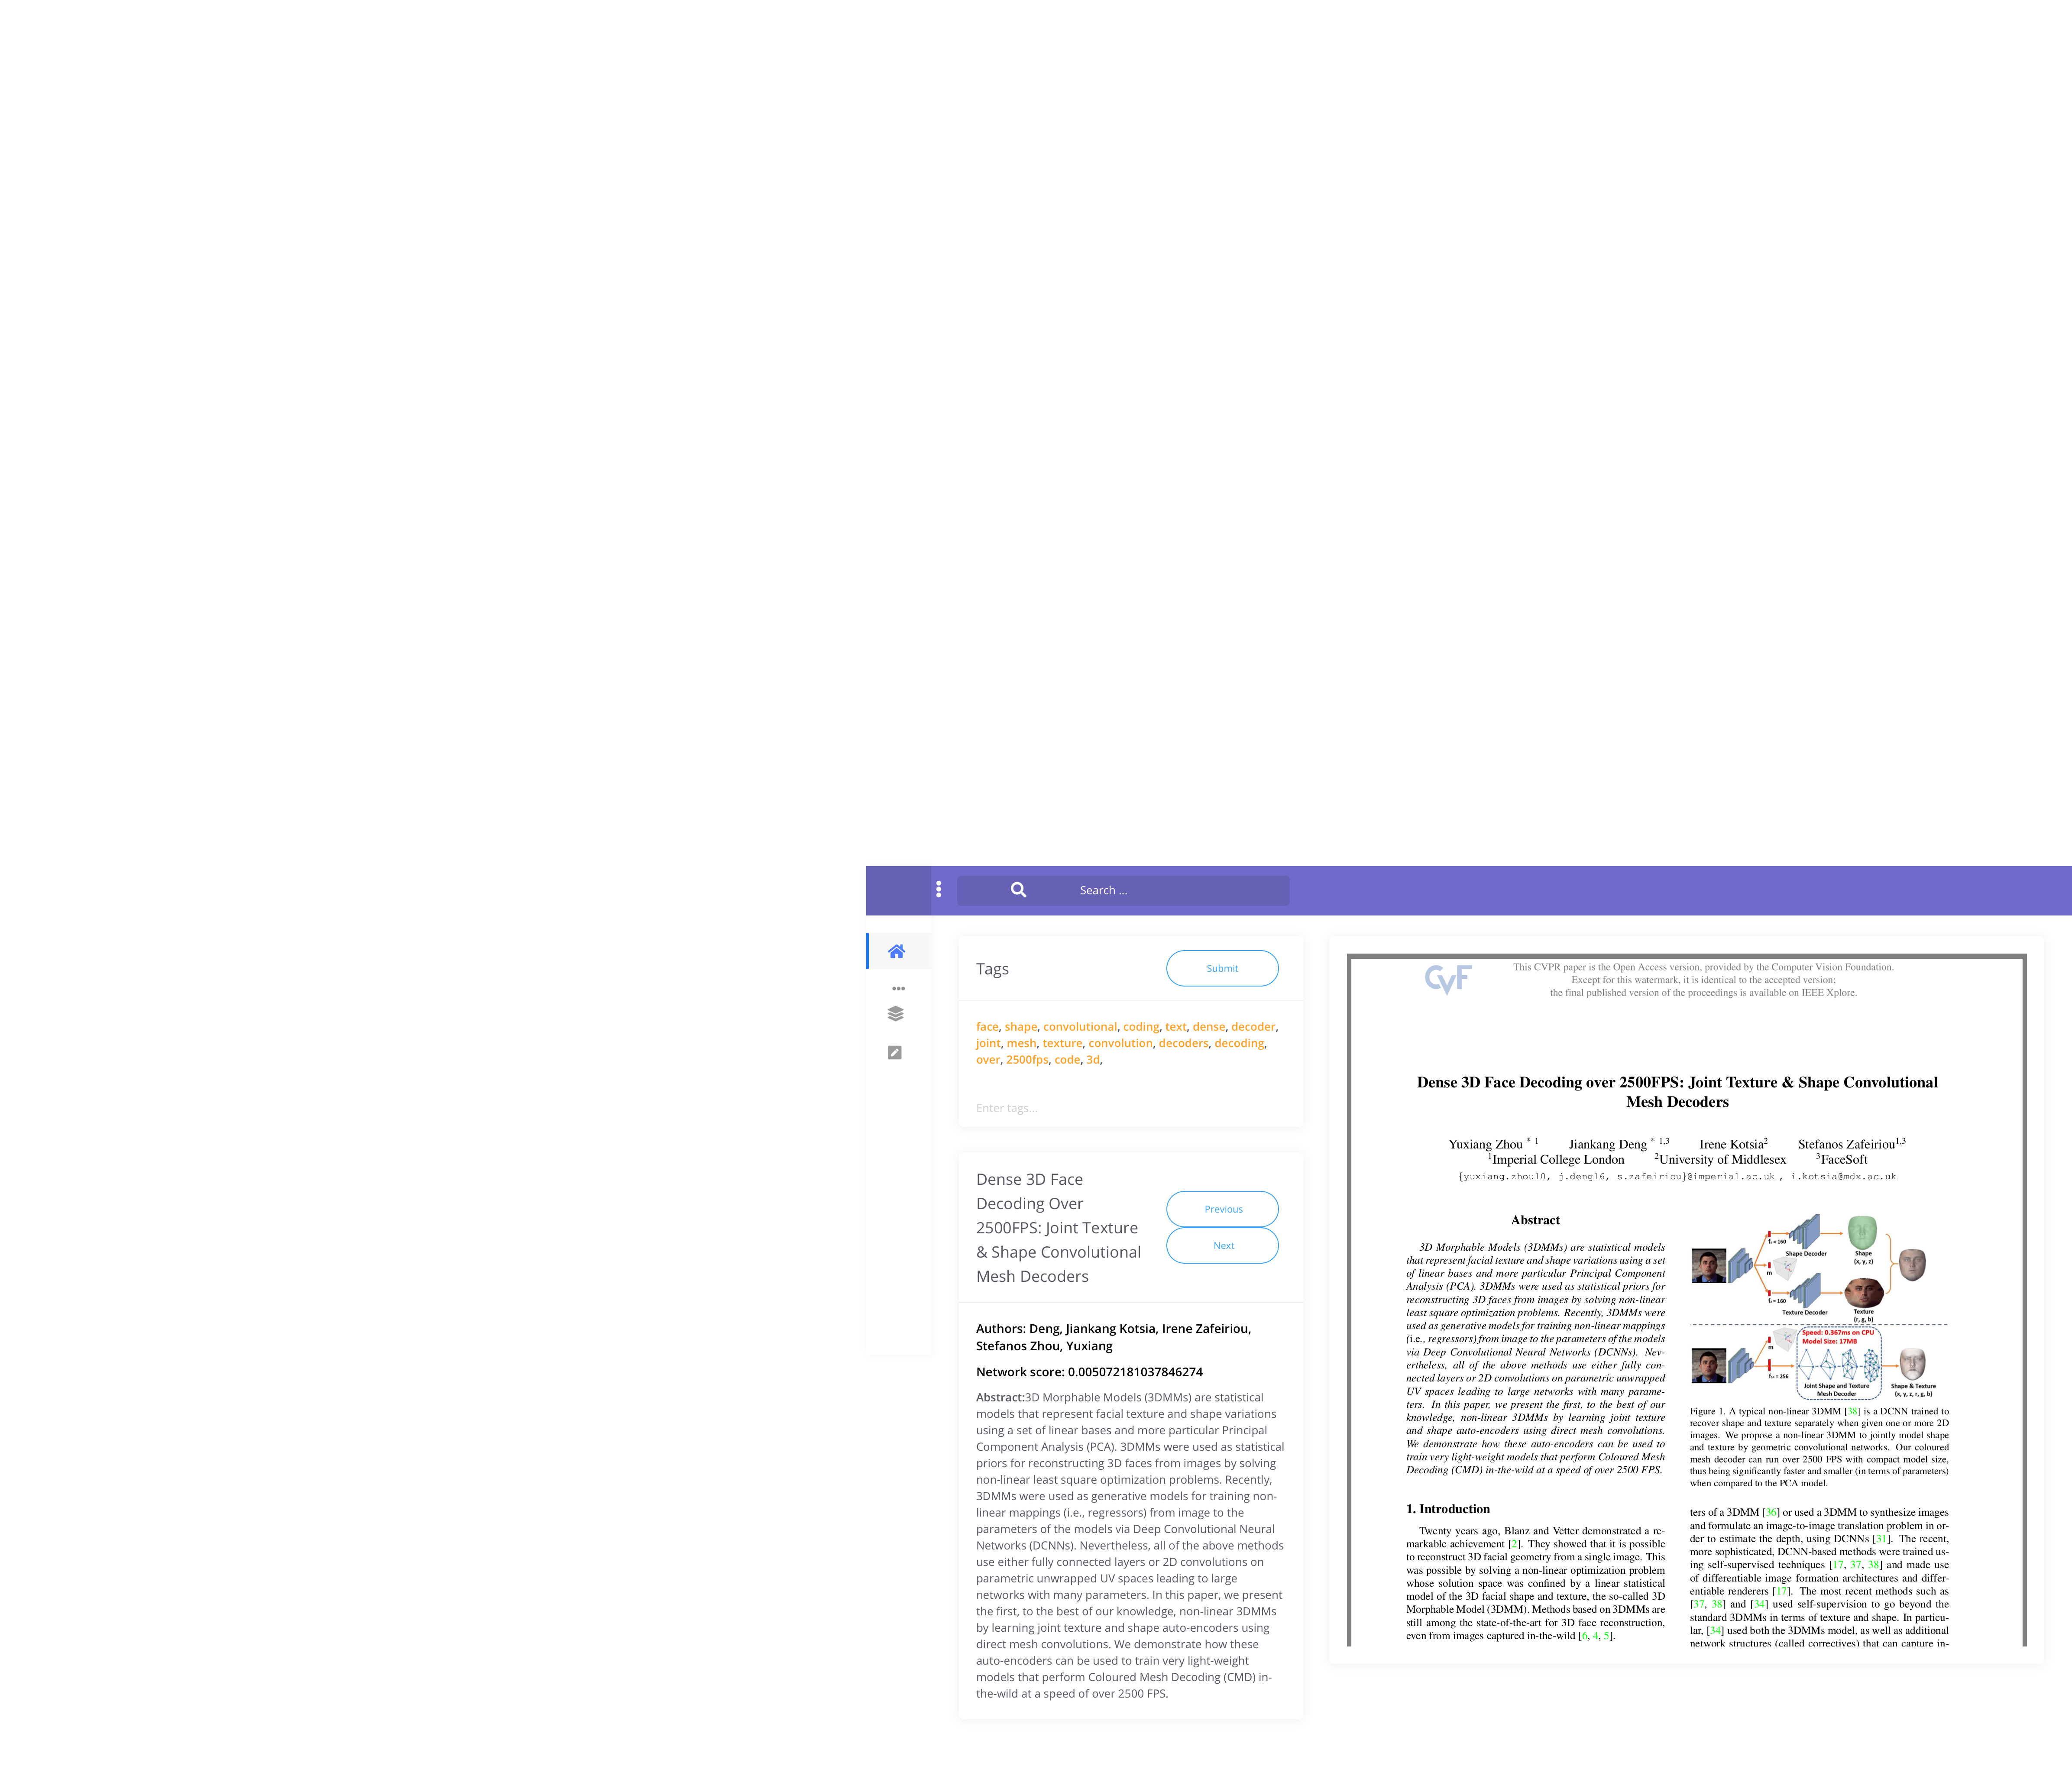 Search ...
Tags
Submit
face, shape, convolutional, coding, text, dense, decoder,
joint, mesh, texture, convolution, decoders, decoding,
over, 2500fps, code, 3d,
Enter tags...
Dense 3D Face
Decoding Over
2500FPS: Joint Texture
& Shape Convolutional
Mesh Decoders
Previous
Next
Authors: Deng, Jiankang Kotsia, Irene Zafeiriou,
Stefanos Zhou, Yuxiang
Network score: 0.005072181037846274
Abstract:3D Morphable Models (3DMMs) are statistical
models that represent facial texture and shape variations
using a set of linear bases and more particular Principal
Component Analysis (PCA). 3DMMs were used as statistical
priors for reconstructing 3D faces from images by solving
non-linear least square optimization problems. Recently,
3DMMs were used as generative models for training non-
linear mappings (i.e., regressors) from image to the
parameters of the models via Deep Convolutional Neural
Networks (DCNNs). Nevertheless, all of the above methods
use either fully connected layers or 2D convolutions on
parametric unwrapped UV spaces leading to large
networks with many parameters. In this paper, we present
the first, to the best of our knowledge, non-linear 3DMMs
by learning joint texture and shape auto-encoders using
direct mesh convolutions. We demonstrate how these
auto-encoders can be used to train very light-weight
models that perform Coloured Mesh Decoding (CMD) in-
the-wild at a speed of over 2500 FPS.
CVF
This CVPR paper is the Open Access version, provided by the Computer Vision Foundation.
Except for this watermark, it is identical to the accepted version;
the final published version of the proceedings is available on IEEE Xplore.
Dense 3D Face Decoding over 2500FPS: Joint Texture & Shape Convolutional
Mesh Decoders
Yuxiang Zhou * 1 Jiankang Deng * 1,3 Irene Kotsia2 Stefanos Zafeiriou1,3
1Imperial College London 2University of Middlesex 3FaceSoft
{yuxiang.zhou10, j.deng16, s.zafeiriou}@imperial.ac.uk , i.kotsia@mdx.ac.uk
Abstract
3D Morphable Models (3DMMs) are statistical models
that represent facial texture and shape variations using a set
of linear bases and more particular Principal Component
Analysis (PCA). 3DMMs were used as statistical priors for
reconstructing 3D faces from images by solving non-linear
least square optimization problems. Recently, 3DMMs were
used as generative models for training non-linear mappings
(i.e., regressors) from image to the parameters of the models
via Deep Convolutional Neural Networks (DCNNs). Nev-
ertheless, all of the above methods use either fully con-
nected layers or 2D convolutions on parametric unwrapped
UV spaces leading to large networks with many parame-
ters. In this paper, we present the first, to the best of our
knowledge, non-linear 3DMMs by learning joint texture
and shape auto-encoders using direct mesh convolutions.
We demonstrate how these auto-encoders can be used to
train very light-weight models that perform Coloured Mesh
Decoding (CMD) in-the-wild at a speed of over 2500 FPS.
1. Introduction
Twenty years ago, Blanz and Vetter demonstrated a re-
markable achievement [2]. They showed that it is possible
to reconstruct 3D facial geometry from a single image. This
was possible by solving a non-linear optimization problem
whose solution space was confined by a linear statistical
model of the 3D facial shape and texture, the so-called 3D
Morphable Model (3DMM). Methods based on 3DMMs are
still among the state-of-the-art for 3D face reconstruction,
even from images captured in-the-wild [6, 4, 5].
fs = 160
Shape Decoder
Shape
(x, y, z)
m
ft = 160
Texture Decoder
Texture
(r, g, b)
Speed: 0.367ms on CPU
Model Size: 17MB
m
= 256
Joint Shape and Texture
Mesh Decoder
Shape & Texture
(x, y, z, r, g, b)
Figure 1. A typical non-linear 3DMM [38] is a DCNN trained to
recover shape and texture separately when given one or more 2D
images. We propose a non-linear 3DMM to jointly model shape
and texture by geometric convolutional networks. Our coloured
mesh decoder can run over 2500 FPS with compact model size,
thus being significantly faster and smaller (in terms of parameters)
when compared to the PCA model.
ters of a 3DMM [36] or used a 3DMM to synthesize images
and formulate an image-to-image translation problem in or-
der to estimate the depth, using DCNNs [31]. The recent,
more sophisticated, DCNN-based methods were trained us-
ing self-supervised techniques [17, 37, 38] and made use
of differentiable image formation architectures and differ-
entiable renderers [17]. The most recent methods such as
[37, 38] and [34] used self-supervision to go beyond the
standard 3DMMs in terms of texture and shape. In particu-
lar, [34] used both the 3DMMs model, as well as additional
network structures (called correctives) that can capture in-